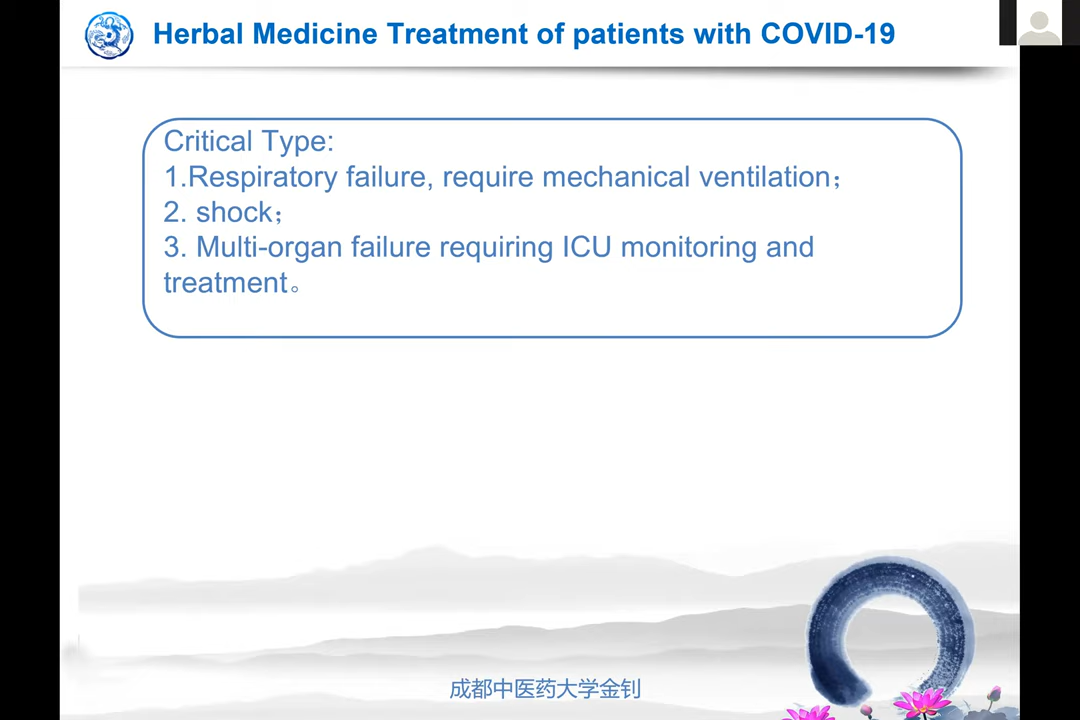 Herbal Medicine Treatment of patients with COVID-19
Critical Type:
1.Respiratory failure, require mechanical ventilation；
2. shock；
3. Multi-organ failure requiring ICU monitoring and
treatment。
成都中医药大学金钊